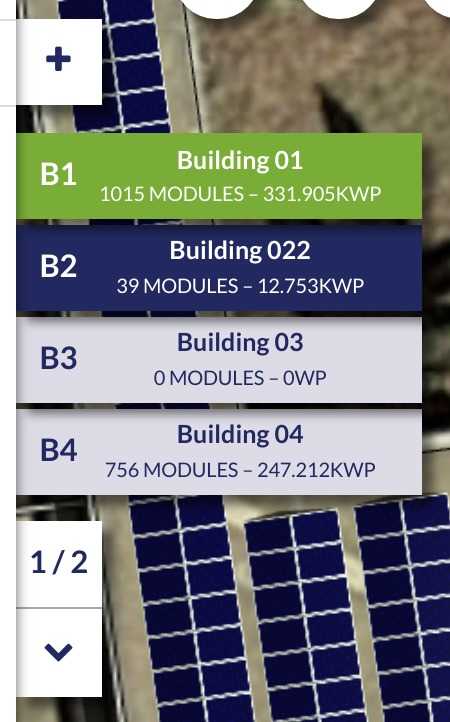 B1
Building 01
1015 MODULES – 331.905KWP
B2
Building 022
39 MODULES – 12.753KWP
B3
Building 03
0 MODULES – 0WP
B4
Building 04
756 MODULES – 247.212KWP
1 / 2